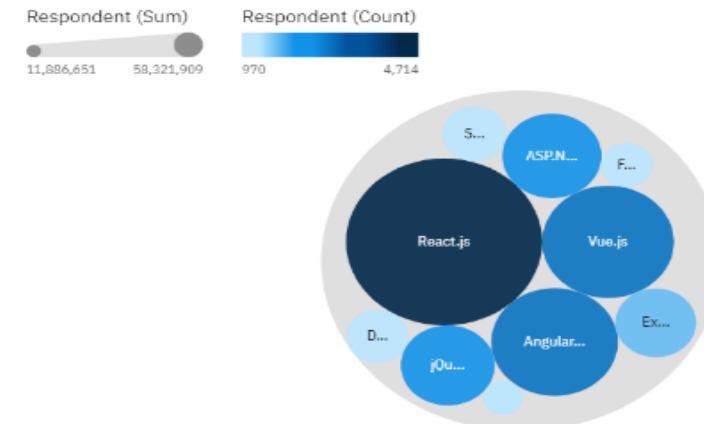 Respondent (Sum)
Respondent (Count)
11,886,651
58,321,909
970
4,714
S...
ASP.N...
F...
React.js
Vue.js
D...
jQu...
Angular...
Ex...